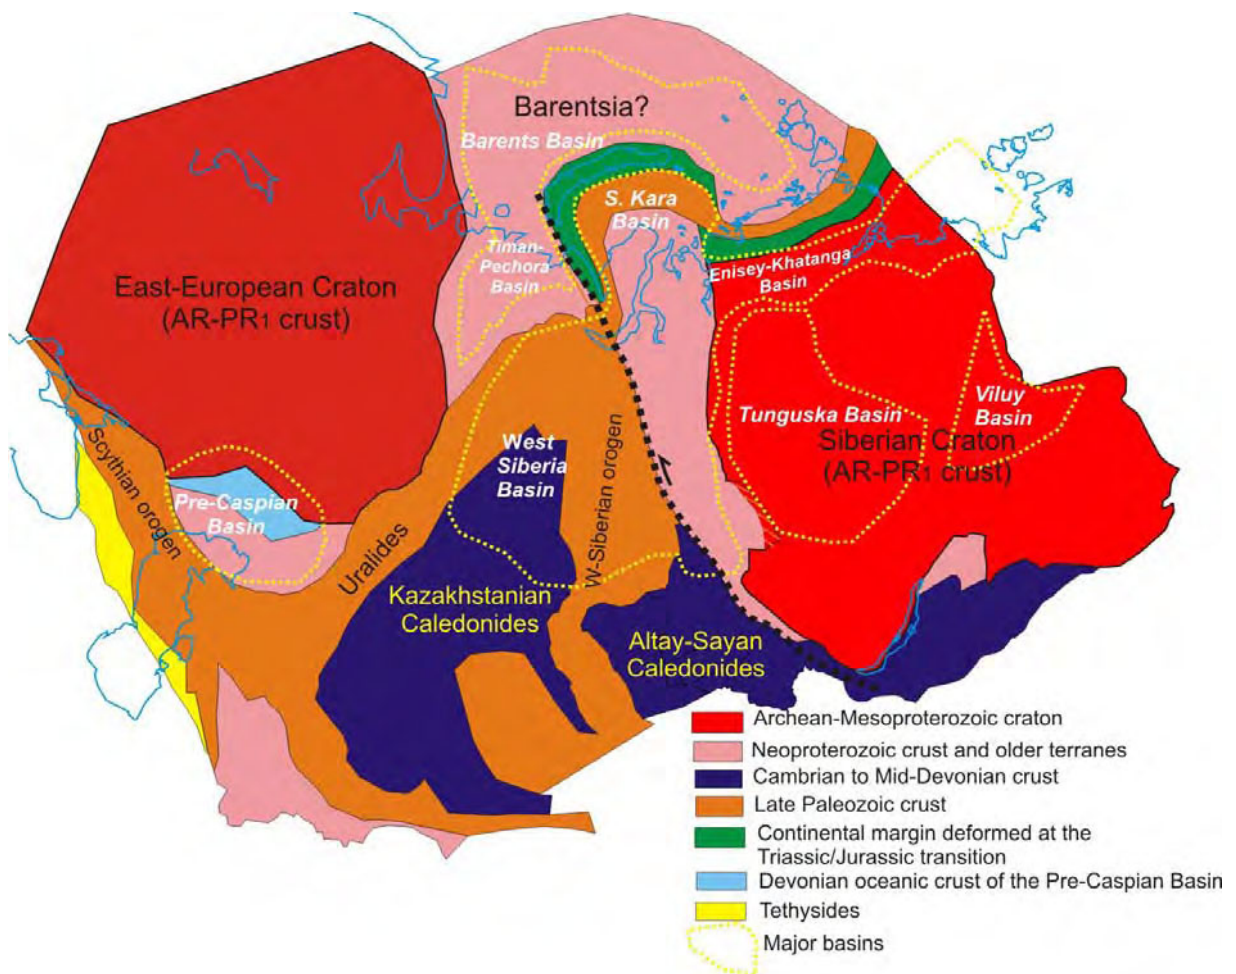 Barentsia?
Barents Basin
S. Kara
Basin
Timan-
Pechora
Basin
Enisey-Khatanga
Basin
East-European Craton
(AR-PR1 crust)
Tunguska Basin
Viluy
Basin
Siberian Craton
(AR-PR1 crust)
West
Siberia
Basin
W-Siberian orogen
Scythian orogen
Pre-Caspian
Basin
Uralides
Kazakhstanian
Caledonides
Altay-Sayan
Caledonides
Archean-Mesoproterozoic craton
Neoproterozoic crust and older terranes
Cambrian to Mid-Devonian crust
Late Paleozoic crust
Continental margin deformed at the
Triassic/Jurassic transition
Devonian oceanic crust of the Pre-Caspian Basin
Tethysides
Major basins